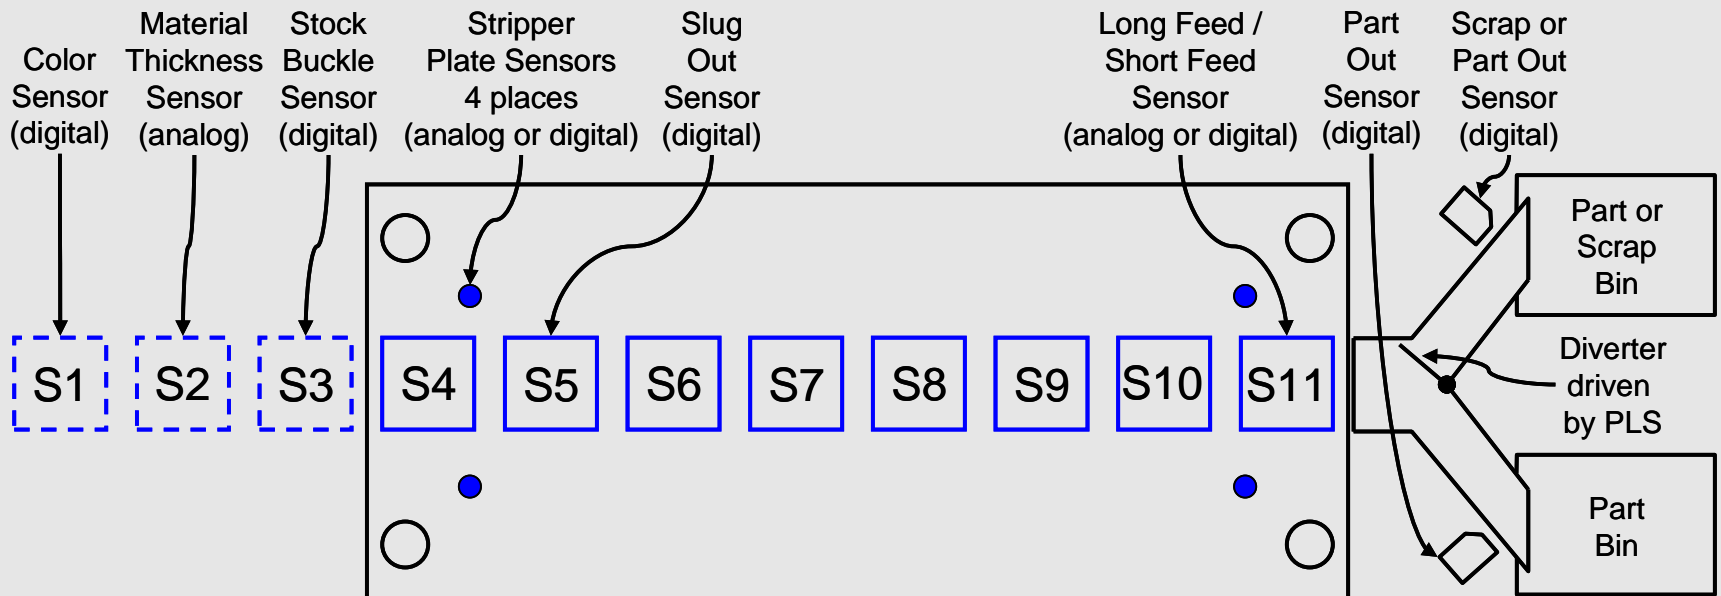 Color
Sensor
(digital)
Material
Thickness
Sensor
(analog)
Stock
Buckle
Sensor
(digital)
Stripper
Plate Sensors
4 places
(analog or digital)
Slug
Out
Sensor
(digital)
Long Feed /
Short Feed
Sensor
(analog or digital)
Part
Out
Sensor
(digital)
Scrap or
Part Out
Sensor
(digital)
Part or
Scrap
Bin
S1
S2
S3
S4
S5
S6
S7
S8
S9
S10
S11
Diverter
driven
by PLS
Part
Bin